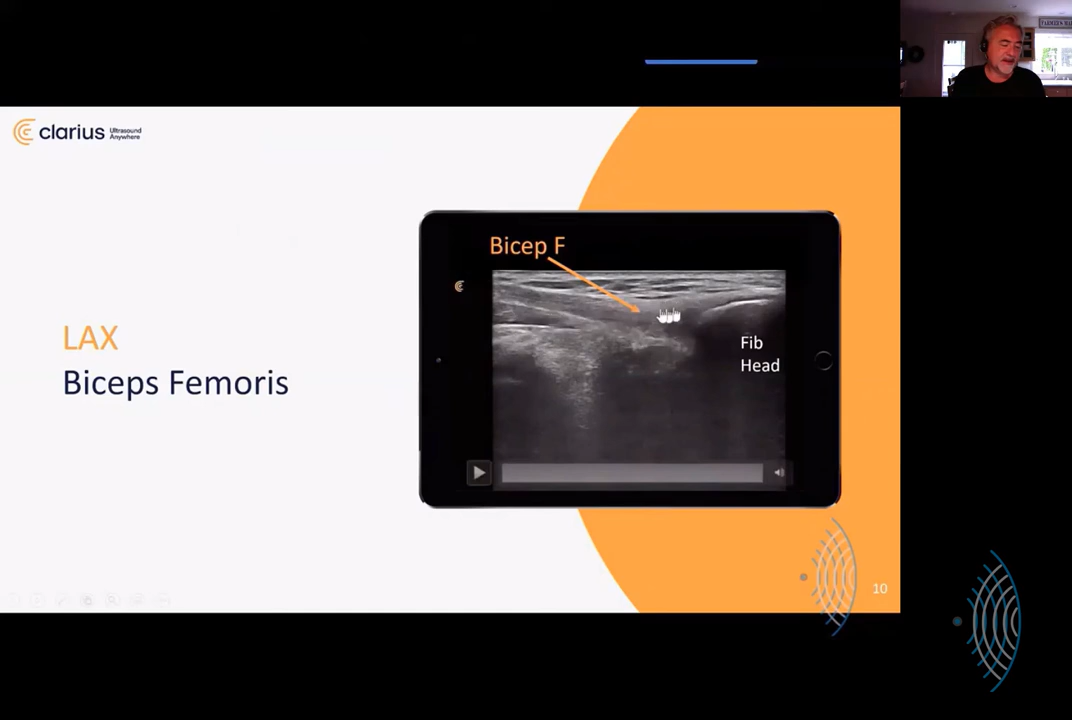 clarius Ultrasound
Anywhere
Bicep F
Fib
Head
LAX
Biceps Femoris
10